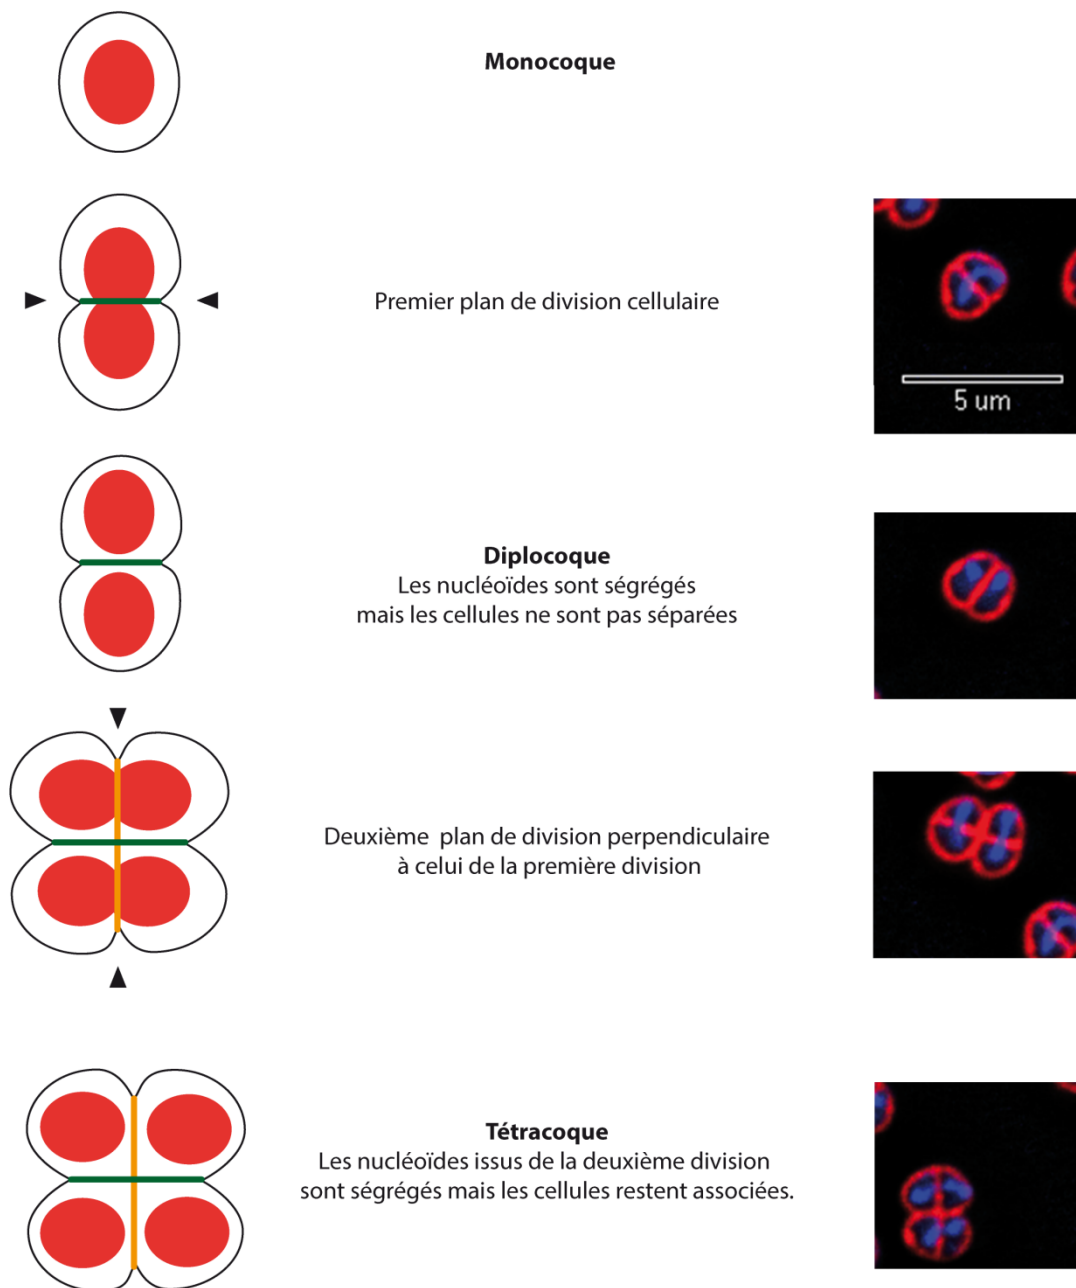 Monocoque
Premier plan de division cellulaire
5 um
Diplocoque
Les nucléoïdes sont ségrégés
mais les cellules ne sont pas séparées
Deuxième plan de division perpendiculaire
à celui de la première division
Tétracoque
Les nucléoïdes issus de la deuxième division
sont ségrégés mais les cellules restent associées.